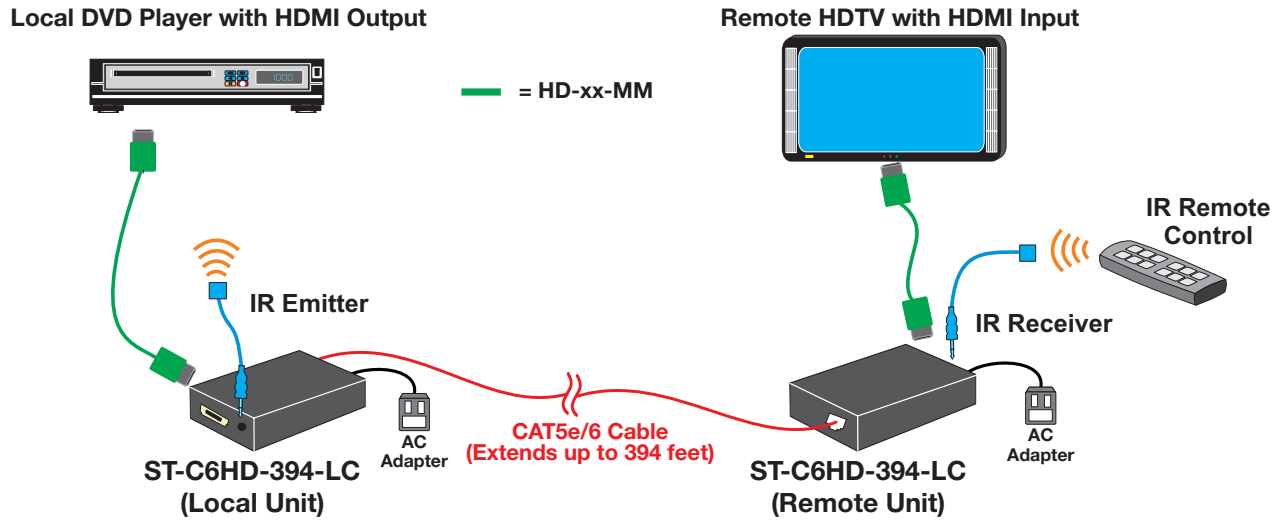 Local DVD Player with HDMI Output
Remote HDTV with HDMI Input
1000
= HD-xx-MM
IR Remote
Control
IR Emitter
IR Receiver
CAT5e/6 Cable
(Extends up to 394 feet)
AC
Adapter
AC
Adapter
ST-C6HD-394-LC
(Local Unit)
ST-C6HD-394-LC
(Remote Unit)